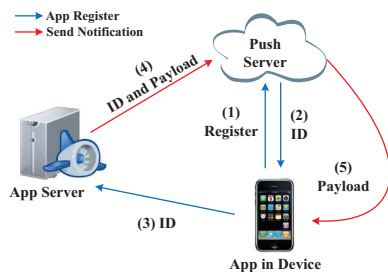 App Register
Send Notification
Push
Server
(4)
ID and Payload
(1)
Register
(2)
ID
(5)
Payload
App Server
(3) ID
App in Device